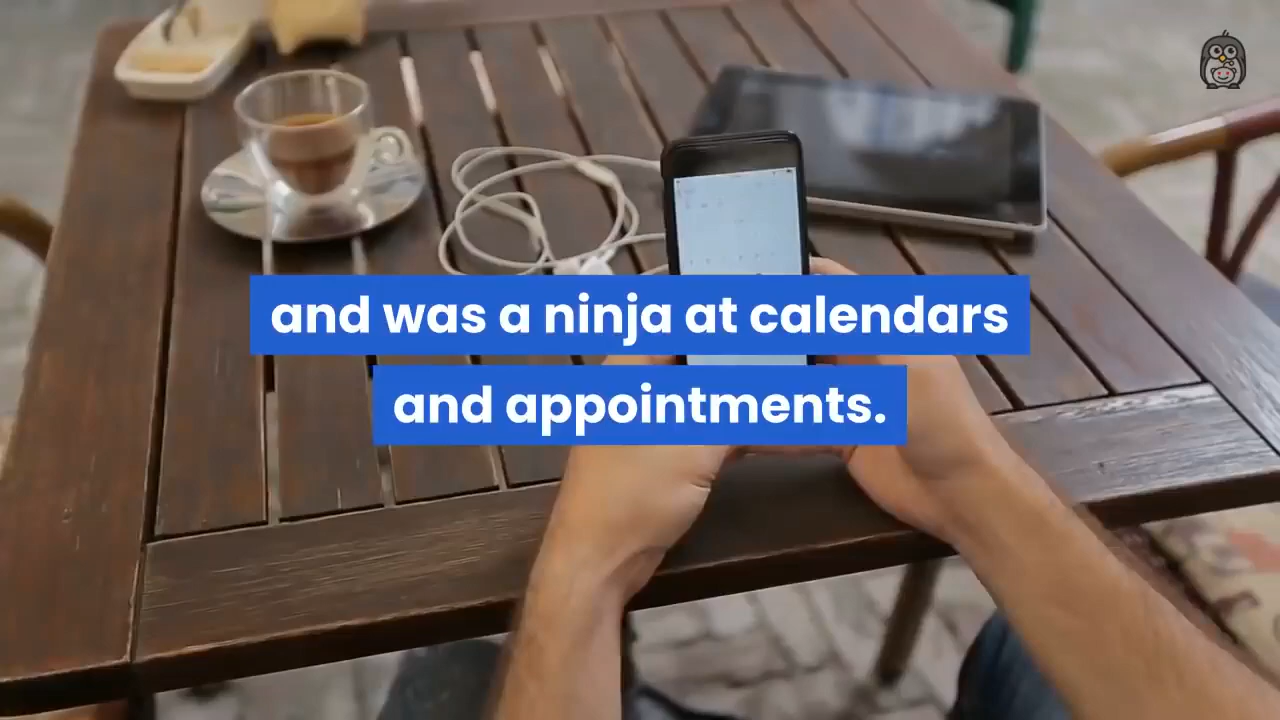 and was a ninja at calendars
and appointments.